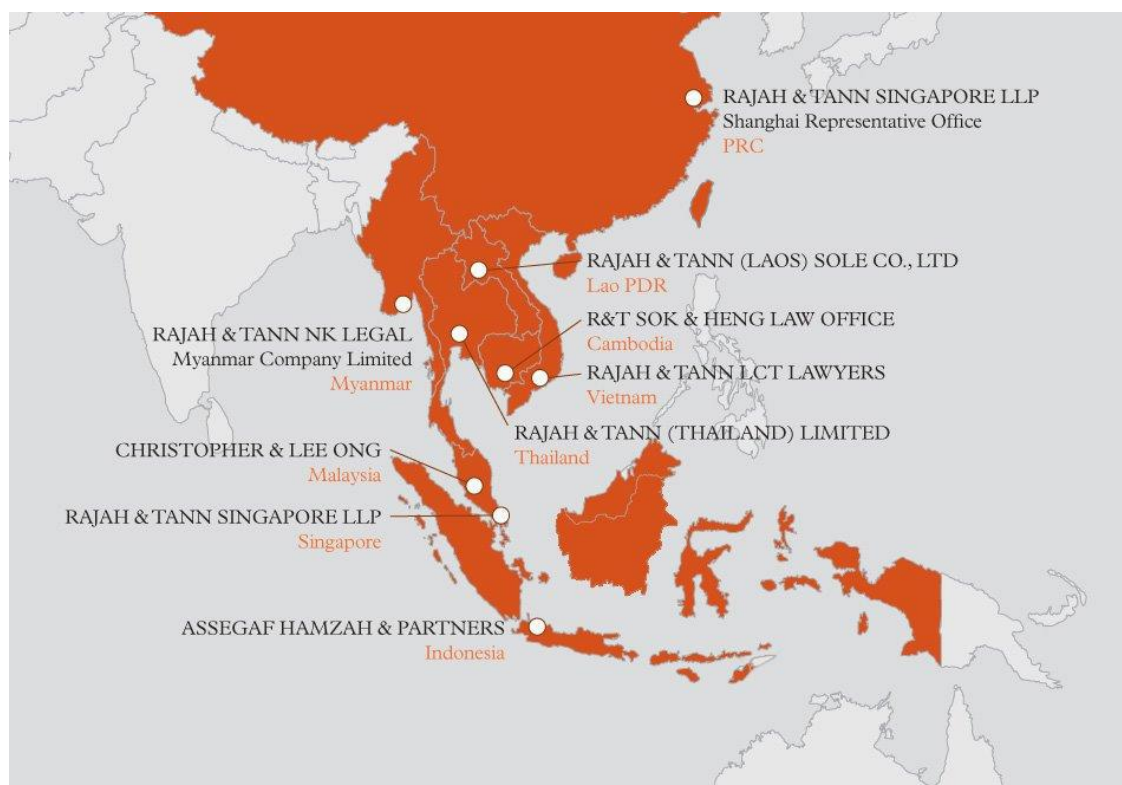 RAJAH & TANN SINGAPORE LLP
Shanghai Representative Office
PRC
RAJAH & TANN (LAOS) SOLE CO., LTD
Lao PDR
R&T SOK & HENG LAW OFFICE
Cambodia
RAJAH & TANN NK LEGAL
Myanmar Company Limited
Myanmar
RAJAH & TANN LCT LAWYERS
Vietnam
RAJAH & TANN (THAILAND) LIMITED
Thailand
CHRISTOPHER & LEE ONG
Malaysia
RAJAH & TANN SINGAPORE LLP
Singapore
ASSEGAF HAMZAH & PARTNERS
Indonesia